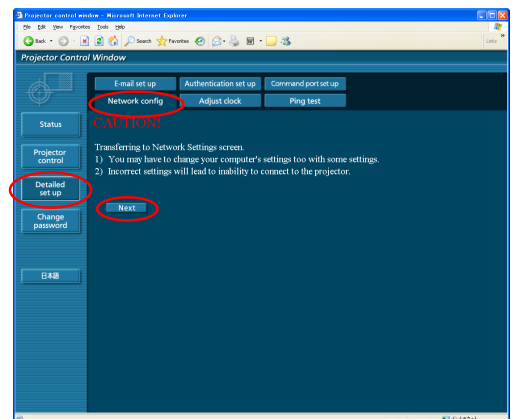 Projector control window - Microsoft Internet Explorer
File Edit View Favorites Tools Help
Back Search Favorites Links
Projector Control Window
E-mail set up Authentication set up Command port set up
Network config Adjust clock Ping test
Status
CAUTION!
Transferring to Network Settings screen.
1) You may have to change your computer's settings too with some settings.
2) Incorrect settings will lead to inability to connect to the projector.
Projector
control
Detailed
set up
Next
Change
password
日本語